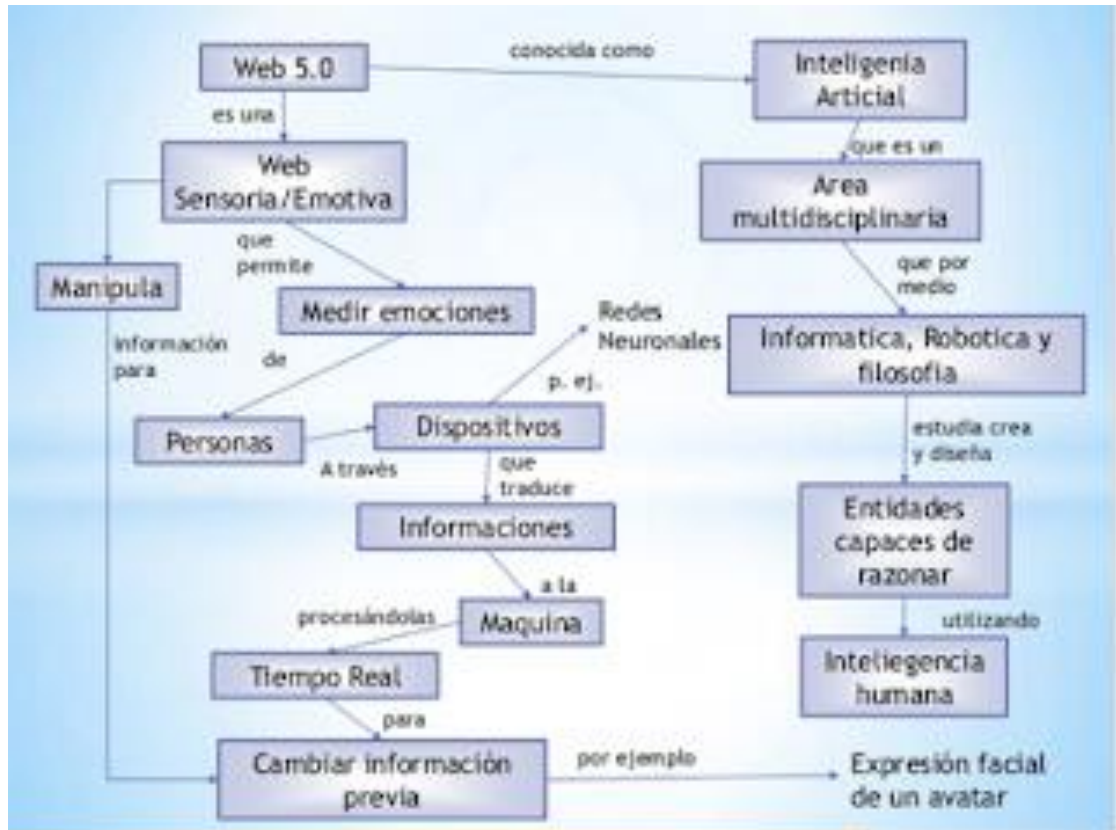 Web 5.0
conocida como
Inteligenia
Articial
es una
que es un
Web
Sensoria/Emotiva
Area
multidisciplinaria
que
permite
que por
medio
Manipula
Medir emociones
Redes
Neuronales
Informatica, Robotica y
filosofia
información
para
de
p. ej.
Personas
A través
Dispositivos
que
traduce
estudia crea
y diseña
Informaciones
Entidades
capaces de
razonar
a la
Maquina
procesándolas
utilizando
Tiempo Real
Inteliegencia
humana
para
Cambiar información
previa
por ejemplo
Expresión facial
de un avatar